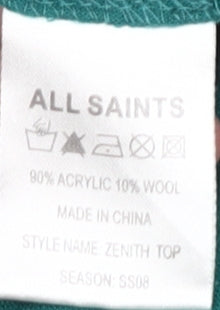 ALL SAINTS
90% ACRYLIC 10% WOOL
MADE IN CHINA
STYLE NAME: ZENITH TOP
SEASON: SS08